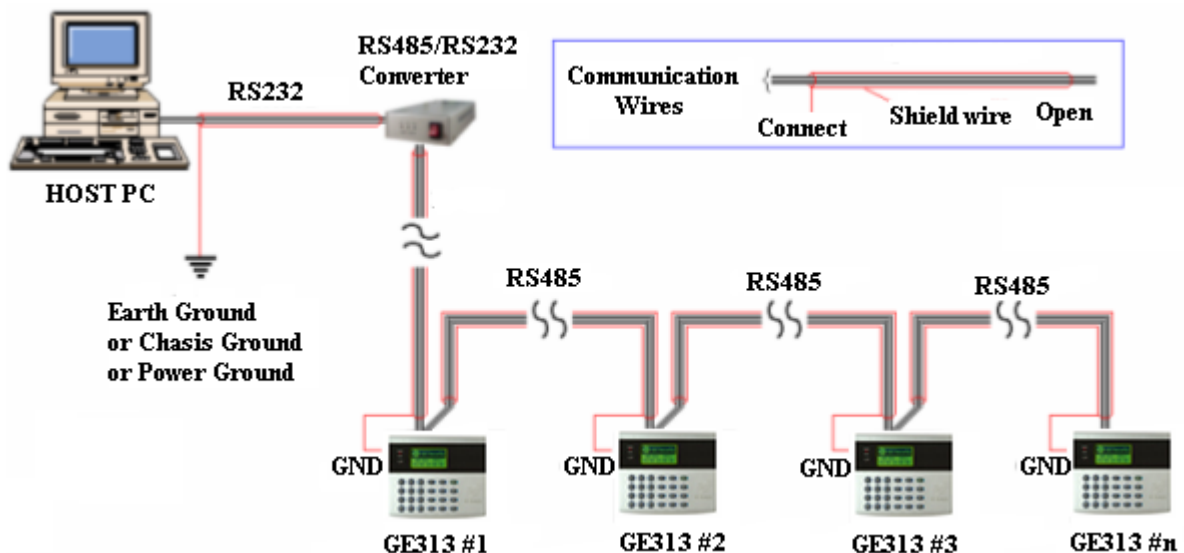 RS485/RS232
Converter
RS232
HOST PC
Communication
Wires
Connect
Shield wire
Open
Earth Ground
or Chasis Ground
or Power Ground
RS485
RS485
RS485
GND
GND
GND
GND
GE313 #1
GE313 #2
GE313 #3
GE313 #n